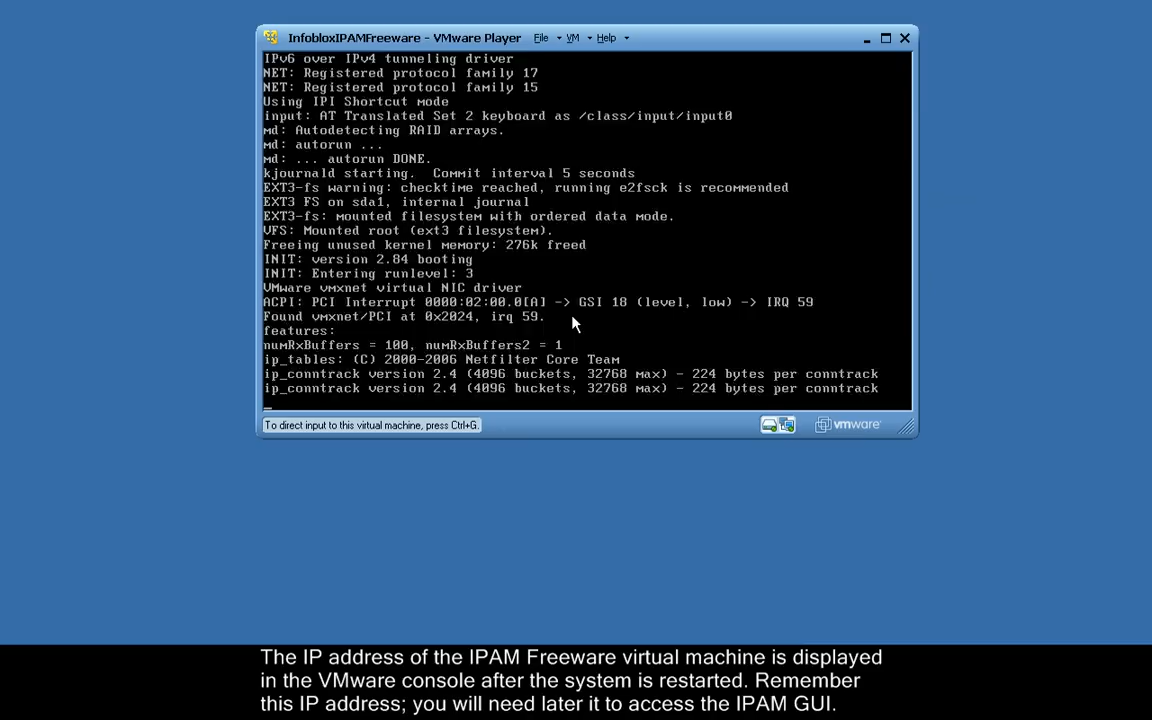 InfobloxIPAMFreeware - VMware Player File VM Help
IPv6 over IPv4 tunneling driver
NET: Registered protocol family 17
NET: Registered protocol family 15
Using IPI Shortcut mode
input: AT Translated Set 2 keyboard as /class/input/input0
md: Autodetecting RAID arrays.
md: autorun ...
md: ... autorun DONE.
kjournald starting.  Commit interval 5 seconds
EXT3-fs warning: checktime reached, running e2fsck is recommended
EXT3 FS on sda1, internal journal
EXT3-fs: mounted filesystem with ordered data mode.
VFS: Mounted root (ext3 filesystem).
Freeing unused kernel memory: 276k freed
INIT: version 2.84 booting
INIT: Entering runlevel: 3
VMware vmxnet virtual NIC driver
ACPI: PCI Interrupt 0000:02:00.0[A] -> GSI 18 (level, low) -> IRQ 59
Found vmxnet/PCI at 0x2024, irq 59.
features:
numRxBuffers = 100, numRxBuffers2 = 1
ip_tables: (C) 2000-2006 Netfilter Core Team
ip_conntrack version 2.4 (4096 buckets, 32768 max) - 224 bytes per conntrack
ip_conntrack version 2.4 (4096 buckets, 32768 max) - 224 bytes per conntrack
To direct input to this virtual machine, press Ctrl+G. vmware
The IP address of the IPAM Freeware virtual machine is displayed
in the VMware console after the system is restarted. Remember
this IP address; you will need later it to access the IPAM GUI.